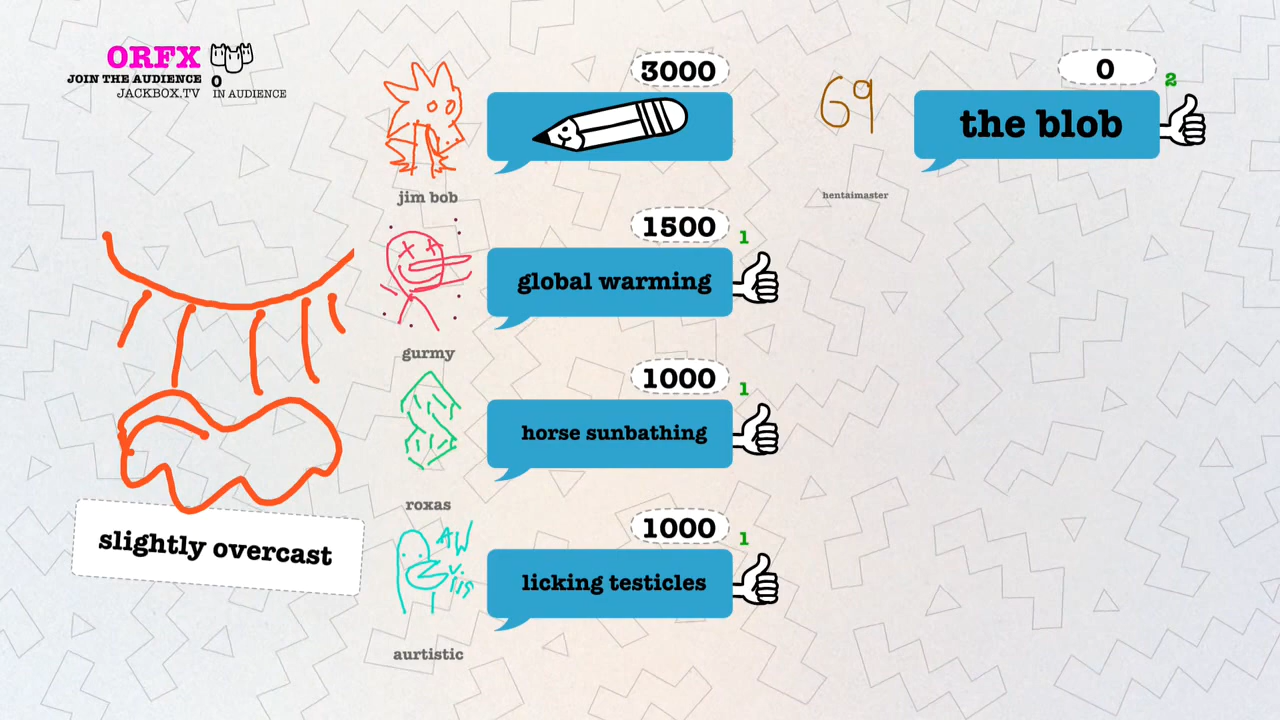 ORFX
JOIN THE AUDIENCE
JACKBOX.TV
0
IN AUDIENCE
slightly overcast
3000
jim bob
1500
1
global warming
gurmy
1000
1
horse sunbathing
roxas
1000
1
AW
licking testicles
aurtistic
0
2
69
the blob
hentaimaster